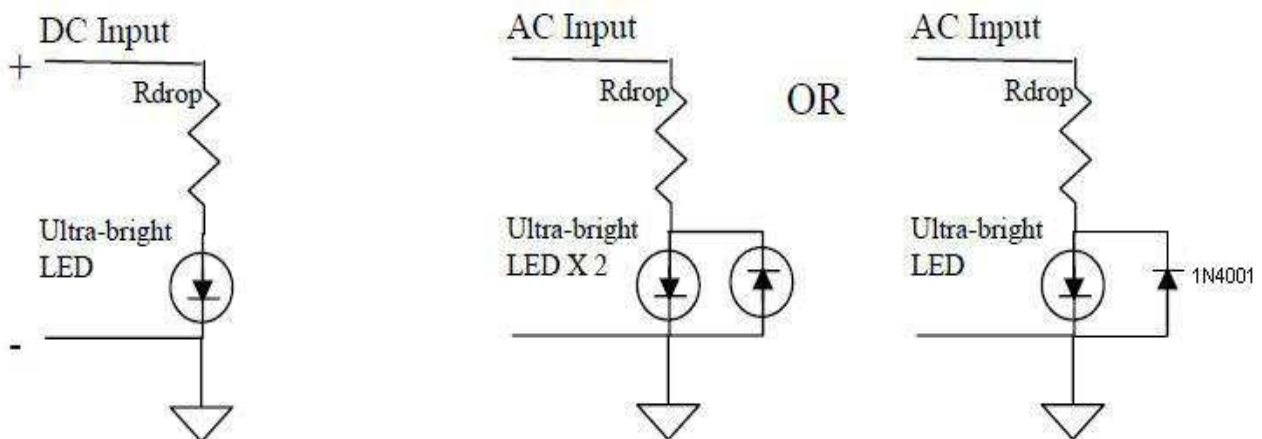 DC Input
+
Rdrop
Ultra-bright
LED
-
AC Input
Rdrop
Ultra-bright
LED X 2
OR
AC Input
Rdrop
Ultra-bright
LED
1N4001